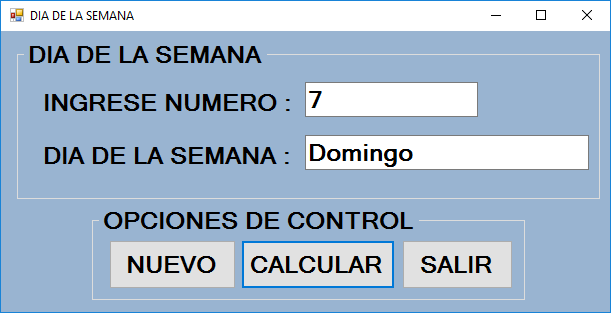 DIA DE LA SEMANA
DIA DE LA SEMANA
INGRESE NUMERO : 7
DIA DE LA SEMANA : Domingo
OPCIONES DE CONTROL
NUEVO CALCULAR SALIR